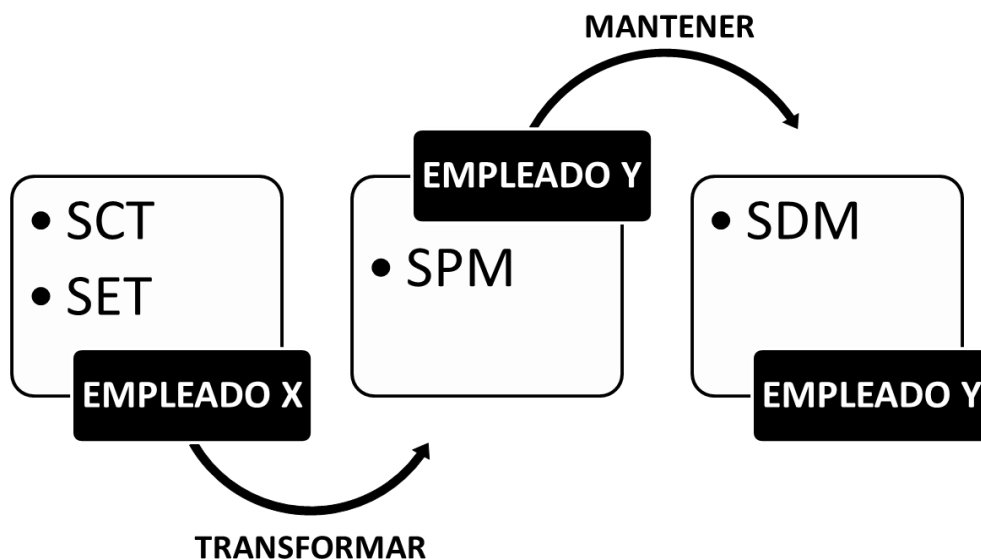 MANTENER
EMPLEADO Y
• SCT
• SET
EMPLEADO X
• SPM
• SDM
EMPLEADO Y
TRANSFORMAR